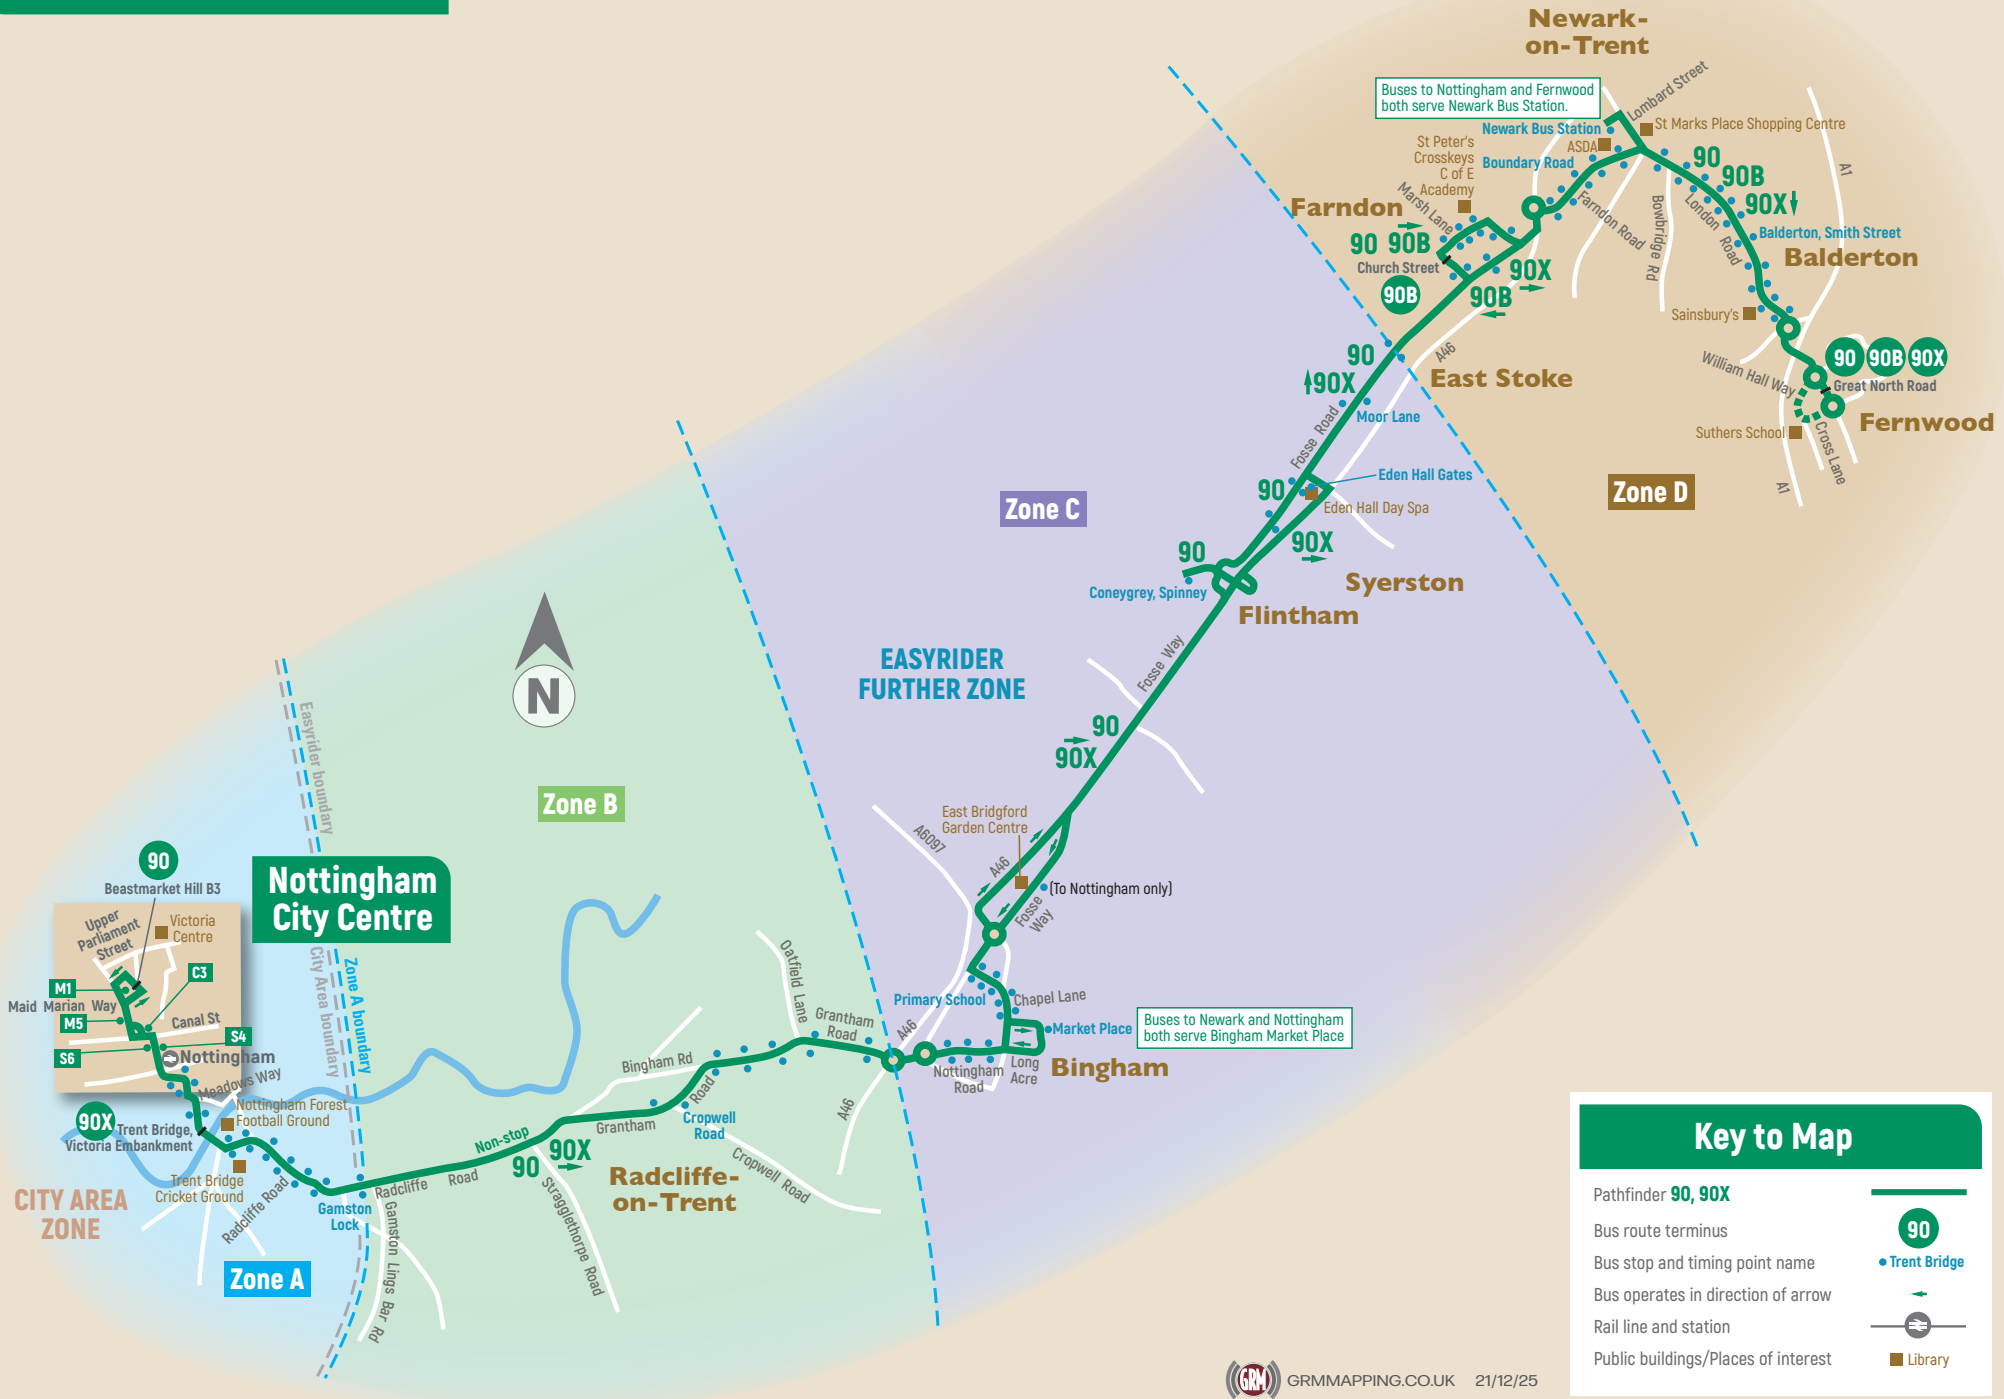 Newark-
on-Trent
Buses to Nottingham and Fernwood
both serve Newark Bus Station.
Lombard Street
Newark Bus Station
St Marks Place Shopping Centre
ASDA
St Peter's
Crosskeys
C of E
Academy
Boundary Road
Marsh Lane
Farndon
90 90B
Church Street
90B
90X
90B
Farndon Road
Bowbridge Rd
London Road
90
90B
90X
A1
Balderton, Smith Street
Balderton
Sainsbury's
William Hall Way
90
90B
90X
Great North Road
Fernwood
Suthers School
Cross Lane
A1
Zone D
A46
East Stoke
90
90X
Moor Lane
Fosse Road
Eden Hall Gates
90
Eden Hall Day Spa
90X
Syerston
90
Coneygrey, Spinney
Flintham
Zone C
EASYRIDER
FURTHER ZONE
Fosse Way
90
90X
East Bridgford
Garden Centre
A6097
A46
(To Nottingham only)
Fosse
Way
Primary School
Chapel Lane
Market Place
Buses to Newark and Nottingham
both serve Bingham Market Place
Bingham
Long
Acre
Nottingham
Road
A46
A46
Grantham
Road
Oatfield Lane
Bingham Rd
N
Zone B
Grantham
Road
Cropwell
Road
Cropwell Road
Non-stop
90
90X
Radcliffe-
on-Trent
Stragglethorpe Road
Radcliffe Road
Gamston Lings Bar Rd
Gamston
Lock
Easyrider boundary
City Area boundary
Zone A boundary
Nottingham
City Centre
90
Beastmarket Hill B3
Upper
Parliament
Street
Victoria
Centre
C3
M1
Maid Marian Way
M5
Canal St
S4
S6
Nottingham
Meadows Way
90X
Trent Bridge,
Victoria Embankment
Nottingham Forest
Football Ground
Trent Bridge
Cricket Ground
Radcliffe Road
CITY AREA
ZONE
Zone A
Key to Map
Pathfinder 90, 90X
Bus route terminus
90
Bus stop and timing point name
Trent Bridge
Bus operates in direction of arrow
Rail line and station
Public buildings/Places of interest
Library
GRM
GRMMAPPING.CO.UK 21/12/25